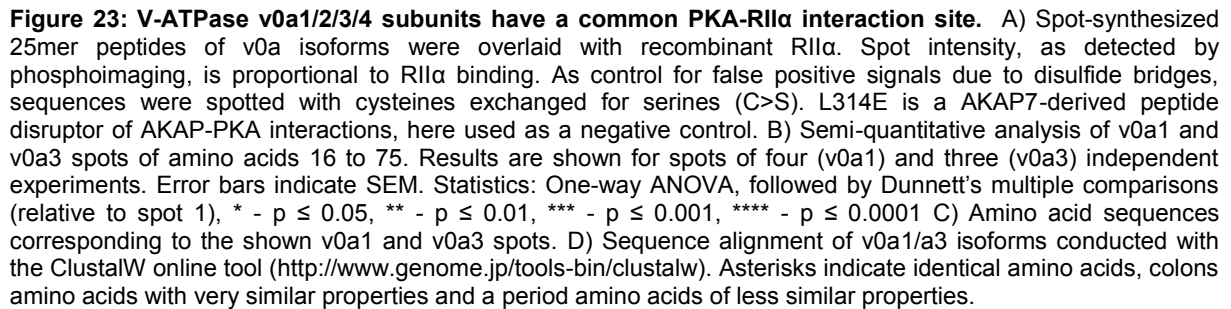 Figure 23: V-ATPase v0a1/2/3/4 subunits have a common PKA-RIIα interaction site. A) Spot-synthesized
25mer peptides of v0a isoforms were overlaid with recombinant RIIα. Spot intensity, as detected by
phosphoimaging, is proportional to RIIα binding. As control for false positive signals due to disulfide bridges,
sequences were spotted with cysteines exchanged for serines (C>S). L314E is a AKAP7-derived peptide
disruptor of AKAP-PKA interactions, here used as a negative control. B) Semi-quantitative analysis of v0a1 and
v0a3 spots of amino acids 16 to 75. Results are shown for spots of four (v0a1) and three (v0a3) independent
experiments. Error bars indicate SEM. Statistics: One-way ANOVA, followed by Dunnett’s multiple comparisons
(relative to spot 1), * - p ≤ 0.05, ** - p ≤ 0.01, *** - p ≤ 0.001, **** - p ≤ 0.0001 C) Amino acid sequences
corresponding to the shown v0a1 and v0a3 spots. D) Sequence alignment of v0a1/a3 isoforms conducted with
the ClustalW online tool (http://www.genome.jp/tools-bin/clustalw). Asterisks indicate identical amino acids, colons
amino acids with very similar properties and a period amino acids of less similar properties.